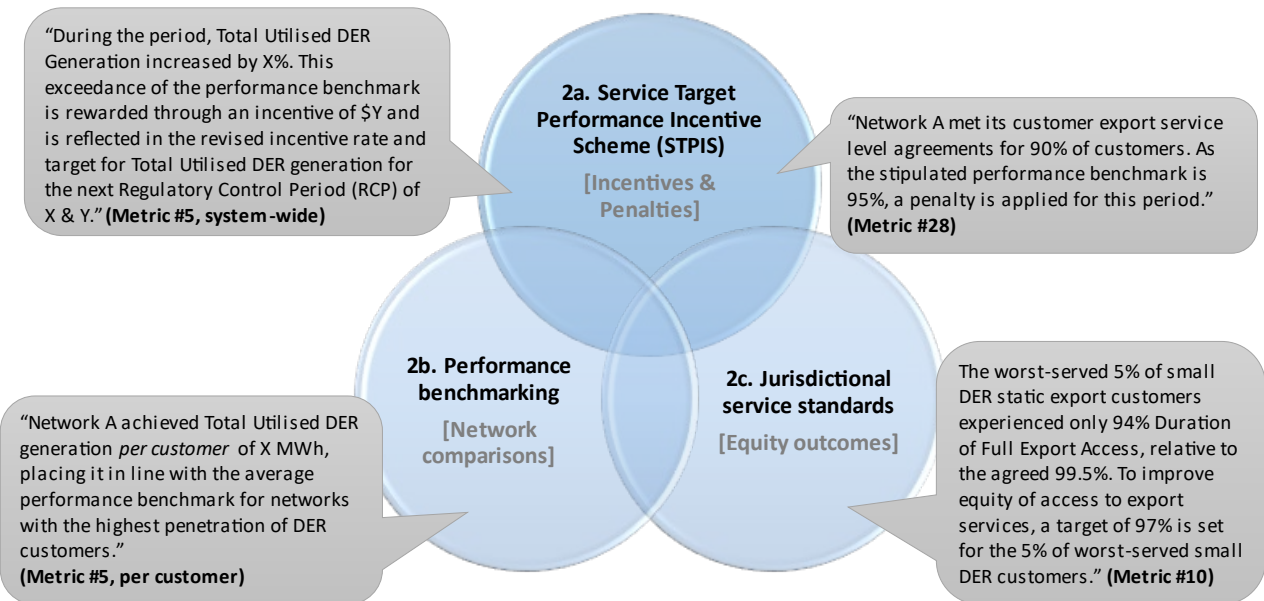 “During the period, Total Utilised DER
Generation increased by X%. This
exceedance of the performance benchmark
is rewarded through an incentive of $Y and
is reflected in the revised incentive rate and
target for Total Utilised DER generation for
the next Regulatory Control Period (RCP) of
X & Y.” (Metric #5, system-wide)
2a. Service Target
Performance Incentive
Scheme (STPIS)
[Incentives &
Penalties]
“Network A met its customer export service
level agreements for 90% of customers. As
the stipulated performance benchmark is
95%, a penalty is applied for this period.”
(Metric #28)
2b. Performance
benchmarking
[Network
comparisons]
2c. Jurisdictional
service standards
[Equity outcomes]
“Network A achieved Total Utilised DER
generation per customer of X MWh,
placing it in line with the average
performance benchmark for networks
with the highest penetration of DER
customers.”
(Metric #5, per customer)
The worst-served 5% of small
DER static export customers
experienced only 94% Duration
of Full Export Access, relative to
the agreed 99.5%. To improve
equity of access to export
services, a target of 97% is set
for the 5% of worst-served small
DER customers.” (Metric #10)